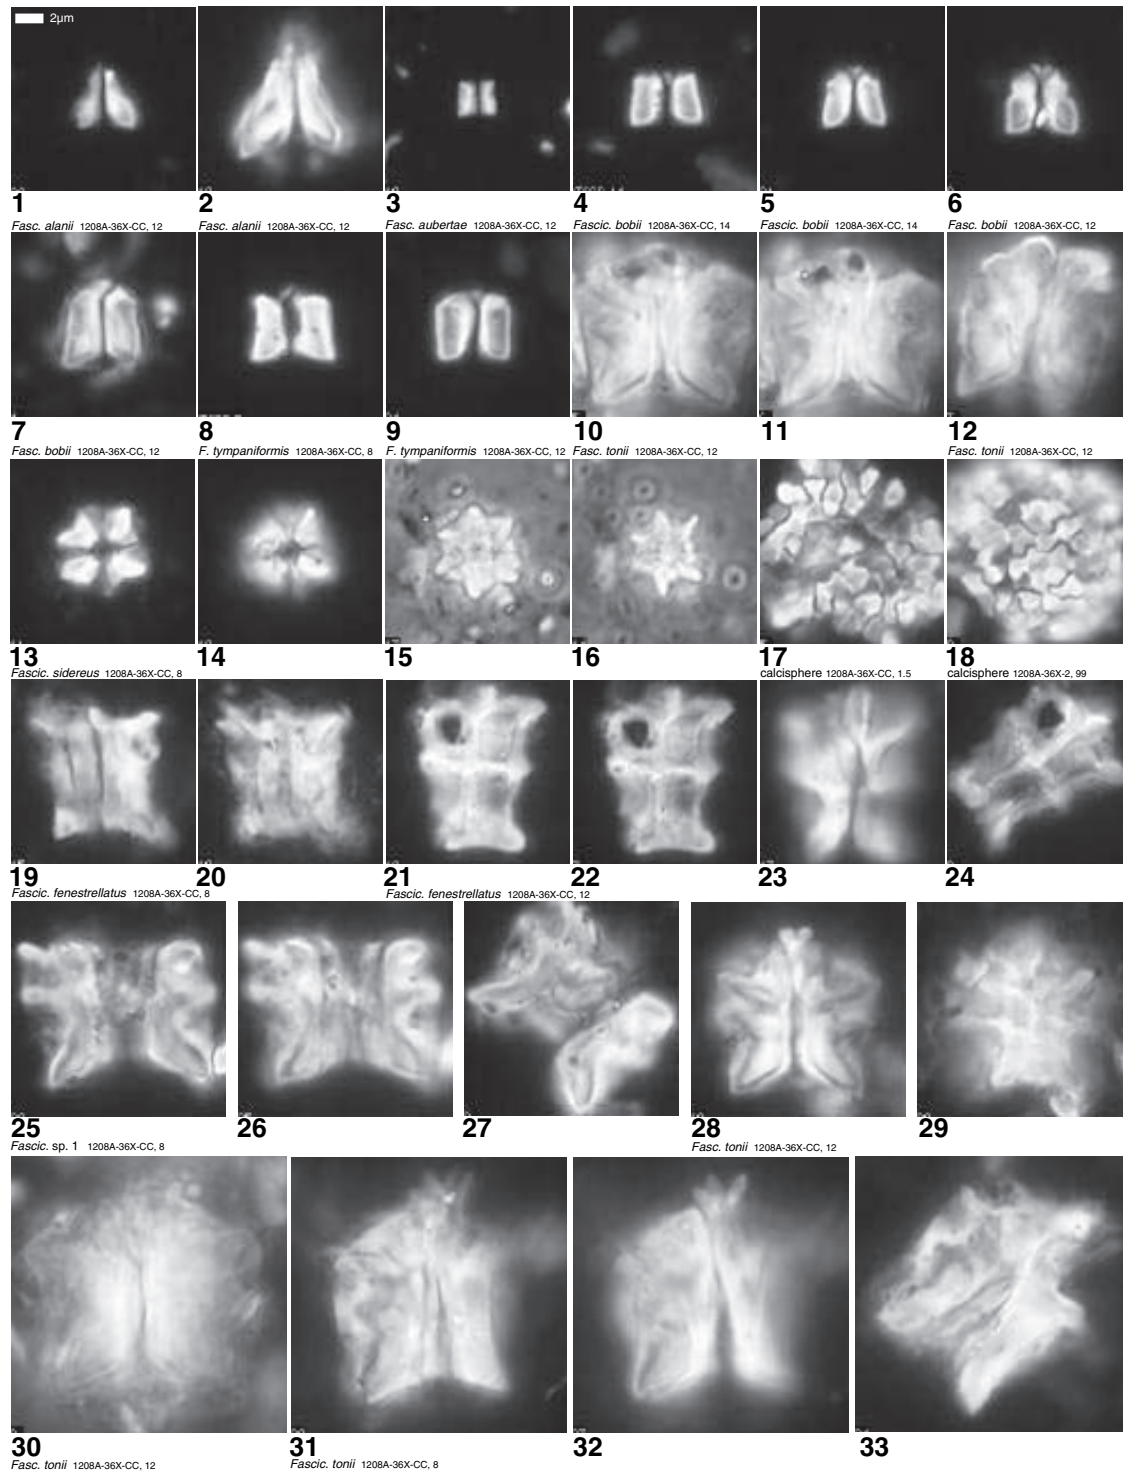 2µm
1 2 3 4 5 6
Fasc. alanii 1208A-36X-CC, 12 Fasc. alanii 1208A-36X-CC, 12 Fasc. aubertae 1208A-36X-CC, 12 Fascic. bobii 1208A-36X-CC, 14 Fascic. bobii 1208A-36X-CC, 14 Fasc. bobii 1208A-36X-CC, 12
7 8 9 10 11 12
Fasc. bobii 1208A-36X-CC, 12 F. tympaniformis 1208A-36X-CC, 8 F. tympaniformis 1208A-36X-CC, 12 Fasc. tonii 1208A-36X-CC, 12 Fasc. tonii 1208A-36X-CC, 12
13 14 15 16 17 18
Fascic. sidereus 1208A-36X-CC, 8 calcisphere 1208A-36X-CC, 1.5 calcisphere 1208A-36X-2, 99
19 20 21 22 23 24
Fascic. fenestrellatus 1208A-36X-CC, 8 Fascic. fenestrellatus 1208A-36X-CC, 12
25 26 27 28 29
Fascic. sp. 1 1208A-36X-CC, 8 Fasc. tonii 1208A-36X-CC, 12
30 31 32 33
Fasc. tonii 1208A-36X-CC, 12 Fascic. tonii 1208A-36X-CC, 8